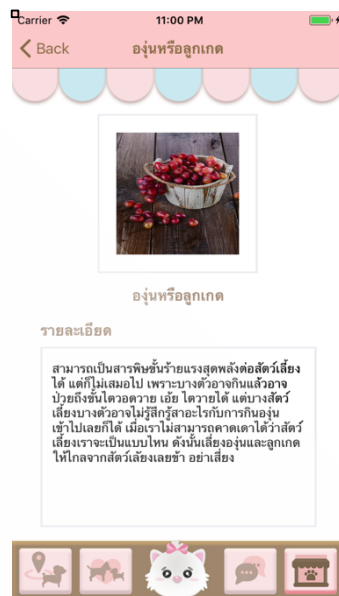 Carrier 11:00 PM
Back องุ่นหรือลูกเกด
องุ่นหรือลูกเกด
รายละเอียด
สามารถเป็นสารพิษขั้นร้ายแรงสุดพลังต่อสัตว์เลี้ยง
ได้ แต่ก็ไม่เสมอไป เพราะบางตัวอาจกินแล้วอาจ
ป่วยถึงขั้นไตวอดวาย เอ้ย ไตวายได้ แต่บางสัตว์
เลี้ยงบางตัวอาจไม่รู้สึกรู้สาอะไรกับการกินองุ่น
เข้าไปเลยก็ได้ เมื่อเราไม่สามารถคาดเดาได้ว่าสัตว์
เลี้ยงเราจะเป็นแบบไหน ดังนั้นเลี่ยงองุ่นและลูกเกด
ให้ไกลจากสัตว์เลัยงเลยข้า อย่าเสี่ยง